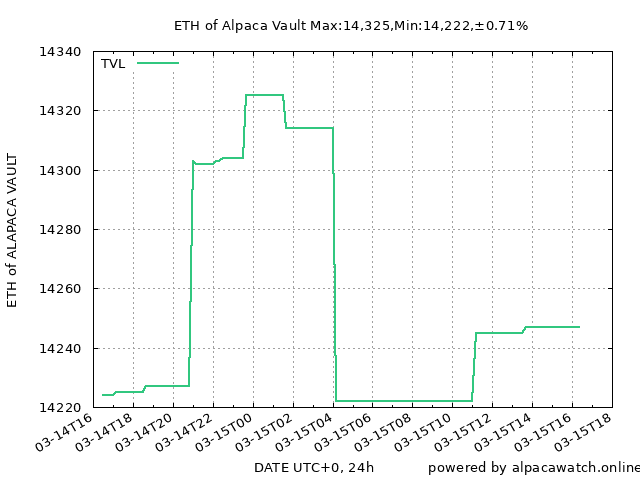 ETH of Alpaca Vault Max:14,325,Min:14,222,±0.71%
TVL
ETH of ALAPACA VAULT
14340
14320
14300
14280
14260
14240
14220
03-14T16
03-14T18
03-14T20
03-14T22
03-15T00
03-15T02
03-15T04
03-15T06
03-15T08
03-15T10
03-15T12
03-15T14
03-15T16
03-15T18
DATE UTC+0, 24h
powered by alpacawatch.online